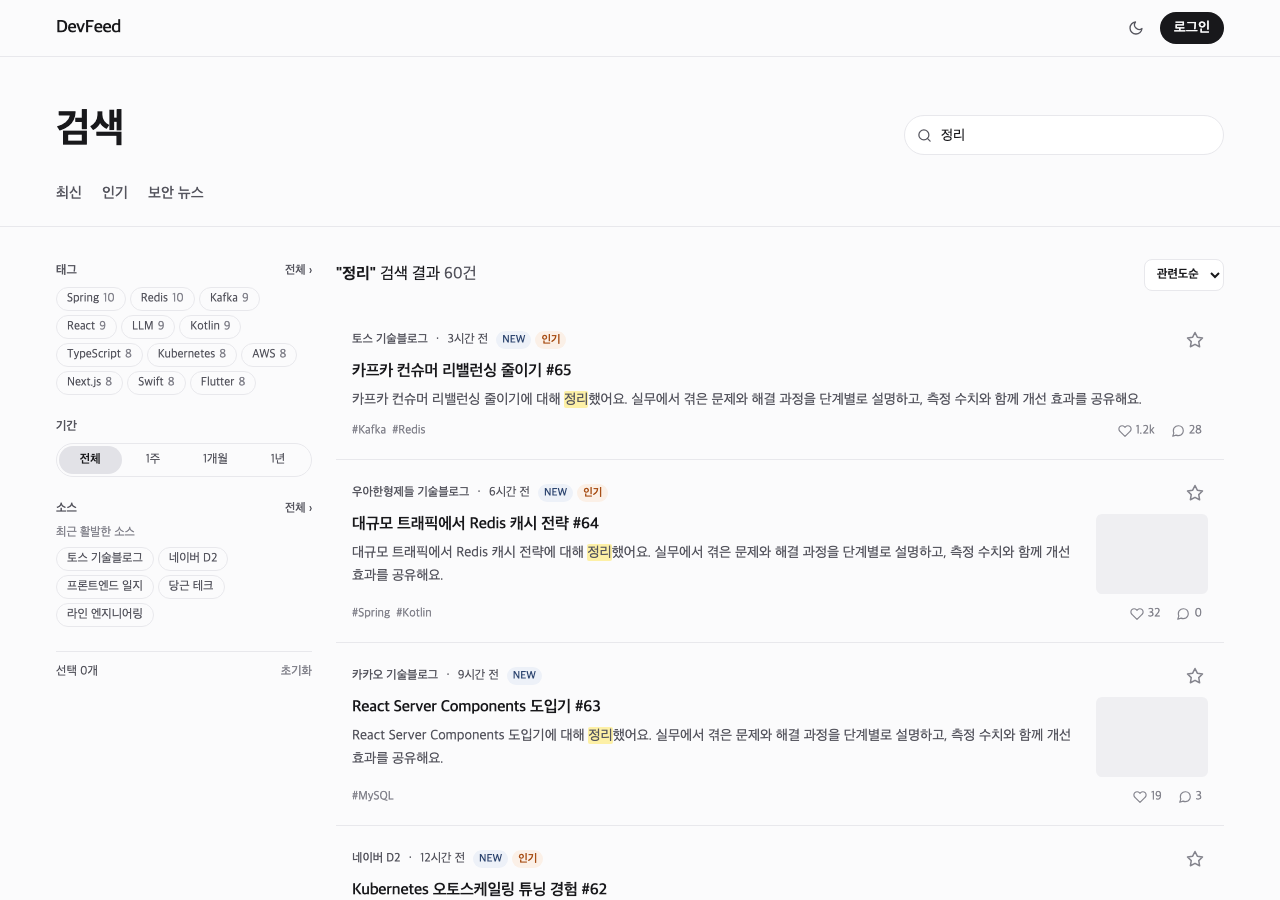 DevFeed
로그인
검색
정리
최신 인기 보안 뉴스
태그 전체 ›
Spring 10 Redis 10 Kafka 9
React 9 LLM 9 Kotlin 9
TypeScript 8 Kubernetes 8 AWS 8
Next.js 8 Swift 8 Flutter 8
기간
전체 1주 1개월 1년
소스 전체 ›
최근 활발한 소스
토스 기술블로그 네이버 D2
프론트엔드 일지 당근 테크
라인 엔지니어링
선택 0개 초기화
"정리" 검색 결과 60건 관련도순
토스 기술블로그 · 3시간 전 NEW 인기
카프카 컨슈머 리밸런싱 줄이기 #65
카프카 컨슈머 리밸런싱 줄이기에 대해 정리했어요. 실무에서 겪은 문제와 해결 과정을 단계별로 설명하고, 측정 수치와 함께 개선 효과를 공유해요.
#Kafka #Redis 1.2k 28
우아한형제들 기술블로그 · 6시간 전 NEW 인기
대규모 트래픽에서 Redis 캐시 전략 #64
대규모 트래픽에서 Redis 캐시 전략에 대해 정리했어요. 실무에서 겪은 문제와 해결 과정을 단계별로 설명하고, 측정 수치와 함께 개선
효과를 공유해요.
#Spring #Kotlin 32 0
카카오 기술블로그 · 9시간 전 NEW
React Server Components 도입기 #63
React Server Components 도입기에 대해 정리했어요. 실무에서 겪은 문제와 해결 과정을 단계별로 설명하고, 측정 수치와 함께 개선
효과를 공유해요.
#MySQL 19 3
네이버 D2 · 12시간 전 NEW 인기
Kubernetes 오토스케일링 튜닝 경험 #62